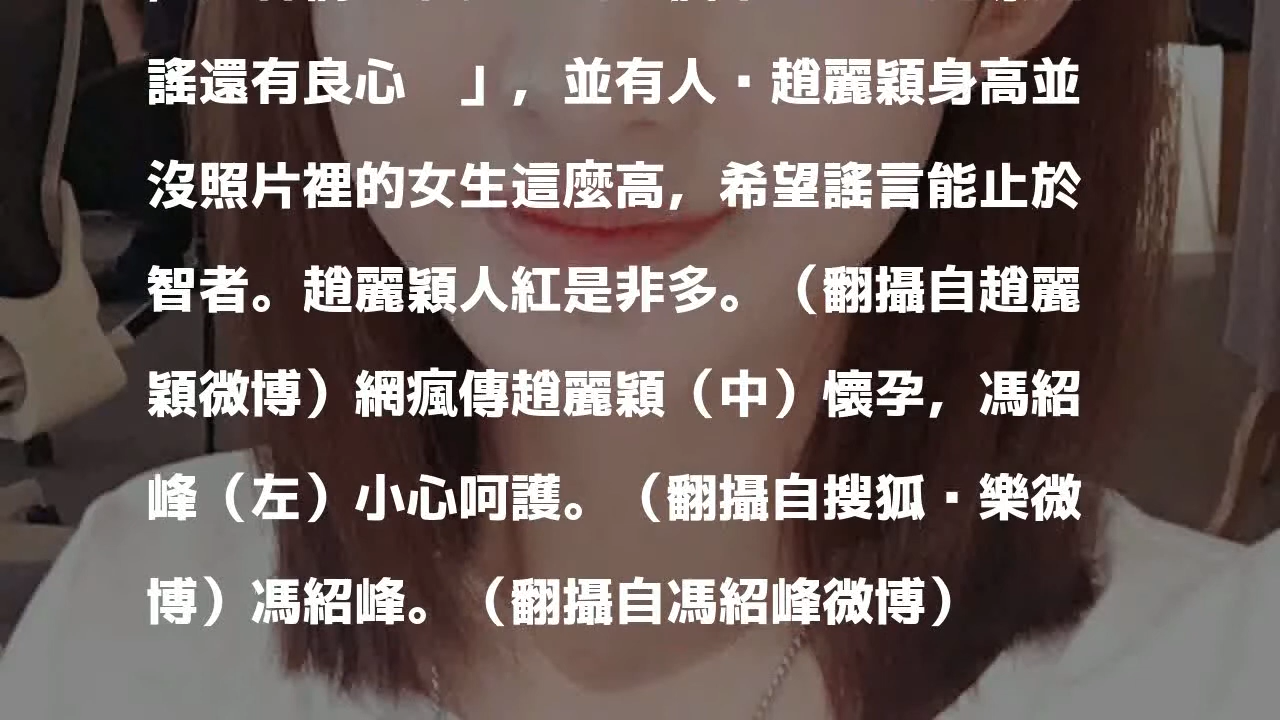 謠還有良心 」，並有人▪趙麗穎身高並
沒照片裡的女生這麼高，希望謠言能止於
智者。趙麗穎人紅是非多。（翻攝自趙麗
穎微博）網瘋傳趙麗穎（中）懷孕，馮紹
峰（左）小心呵護。（翻攝自搜狐▪樂微
博）馮紹峰。（翻攝自馮紹峰微博）